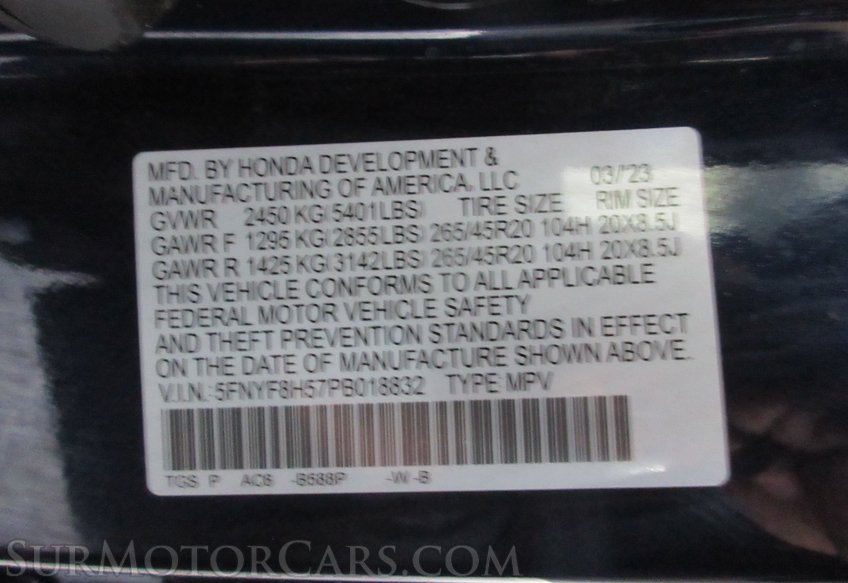 MFD. BY HONDA DEVELOPMENT &
MANUFACTURING OF AMERICA, LLC 03/'23
GVWR 2450 KG(5401LBS) TIRE SIZE RIM SIZE
GAWR F 1295 KG(2855LBS) 265/45R20 104H 20X8.5J
GAWR R 1425 KG(3142LBS) 265/45R20 104H 20X8.5J
THIS VEHICLE CONFORMS TO ALL APPLICABLE
FEDERAL MOTOR VEHICLE SAFETY
AND THEFT PREVENTION STANDARDS IN EFFECT
ON THE DATE OF MANUFACTURE SHOWN ABOVE.
V.I.N.: 5FNYF8H57PB018832 TYPE: MPV
TGS P AC6 -B588P -W -B
SURMOTORCARS.COM